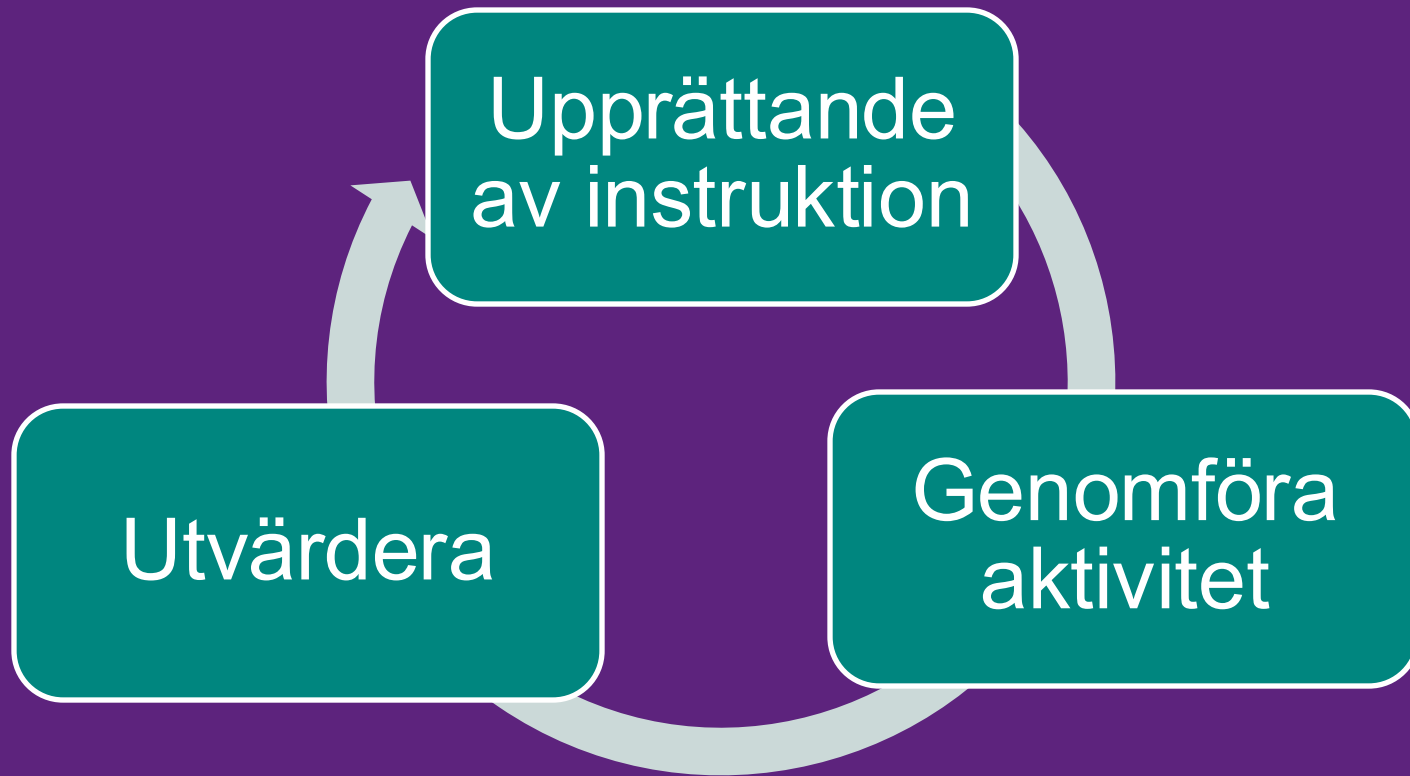 Upprättande
av instruktion
Genomföra
aktivitet
Utvärdera